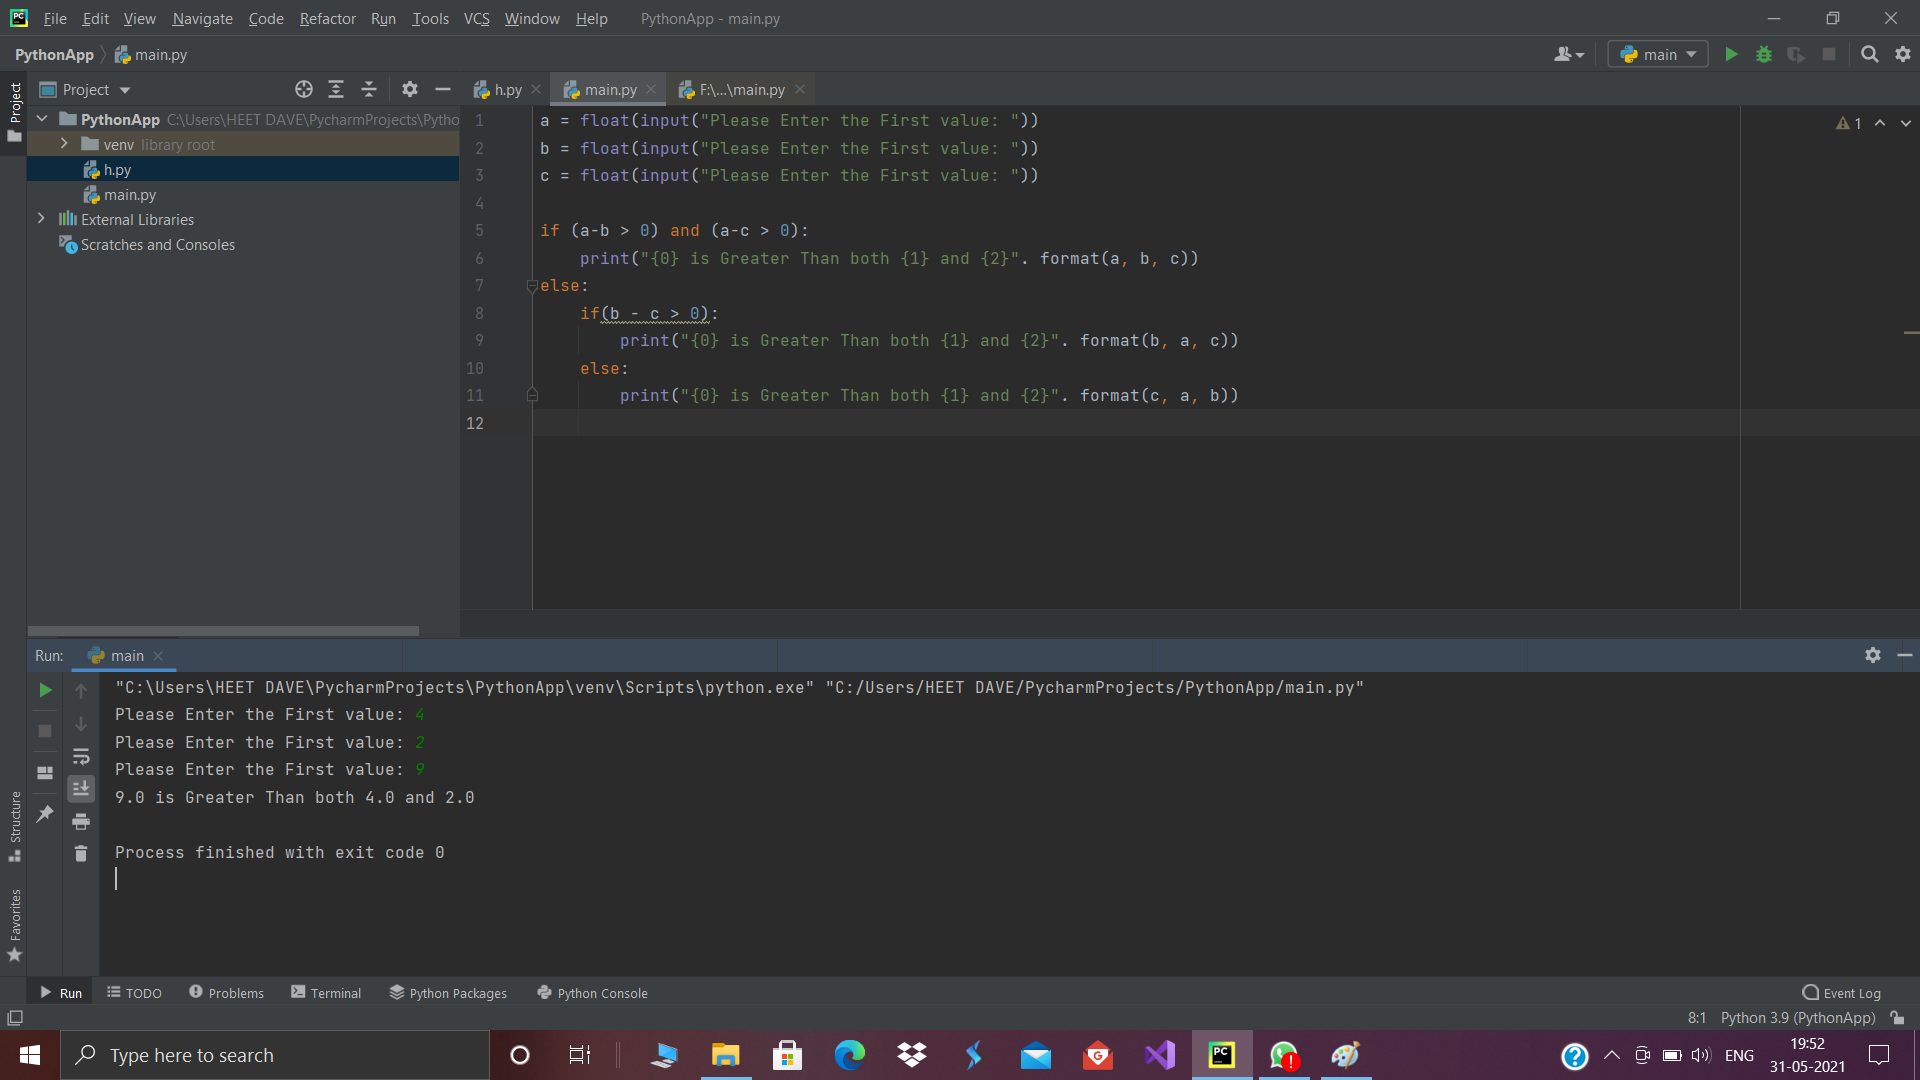 File Edit View Navigate Code Refactor Run Tools VCS Window Help PythonApp - main.py
PythonApp main.py main
Project
Project h.py main.py F:\...\main.py
PythonApp C:\Users\HEET DAVE\PycharmProjects\Pytho
venv library root
h.py
main.py
External Libraries
Scratches and Consoles
1 a = float(input("Please Enter the First value: "))
2 b = float(input("Please Enter the First value: "))
3 c = float(input("Please Enter the First value: "))
4
5 if (a-b > 0) and (a-c > 0):
6 print("{0} is Greater Than both {1} and {2}". format(a, b, c))
7 else:
8 if(b - c > 0):
9 print("{0} is Greater Than both {1} and {2}". format(b, a, c))
10 else:
11 print("{0} is Greater Than both {1} and {2}". format(c, a, b))
12
1
Run: main
"C:\Users\HEET DAVE\PycharmProjects\PythonApp\venv\Scripts\python.exe" "C:/Users/HEET DAVE/PycharmProjects/PythonApp/main.py"
Please Enter the First value: 4
Please Enter the First value: 2
Please Enter the First value: 9
9.0 is Greater Than both 4.0 and 2.0
Process finished with exit code 0
Structure
Favorites
Run TODO Problems Terminal Python Packages Python Console Event Log
8:1 Python 3.9 (PythonApp)
Type here to search
PC
ENG
19:52
31-05-2021